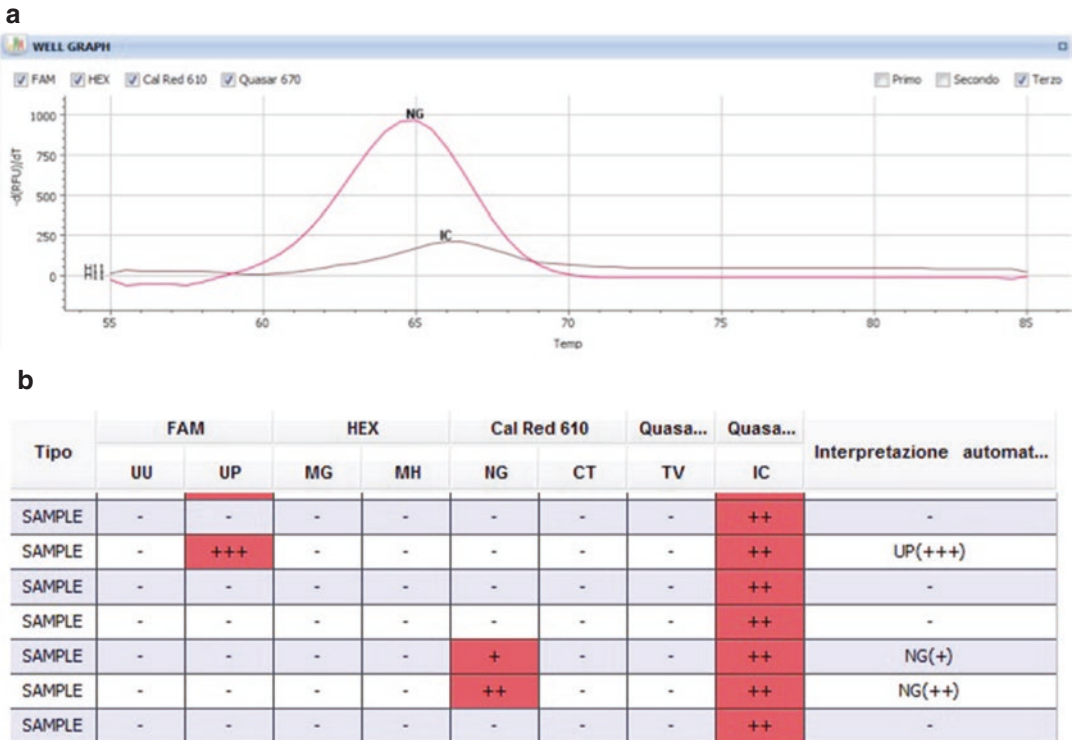 a
WELL GRAPH
FAM HEX Cal Red 610 Quasar 670 Primo Secondo Terzo
1000
750
500
250
0
-d(RFU)/dT
NG
IC
H11
H11
55 60 65 70 75 80 85
Temp
b
Tipo FAM HEX Cal Red 610 Quasa... Quasa... Interpretazione automat...
UU UP MG MH NG CT TV IC
SAMPLE - - - - - - - ++ -
SAMPLE - +++ - - - - - ++ UP(+++)
SAMPLE - - - - - - - ++ -
SAMPLE - - - - - - - ++ -
SAMPLE - - - - + - - ++ NG(+)
SAMPLE - - - - ++ - - ++ NG(++)
SAMPLE - - - - - - - ++ -